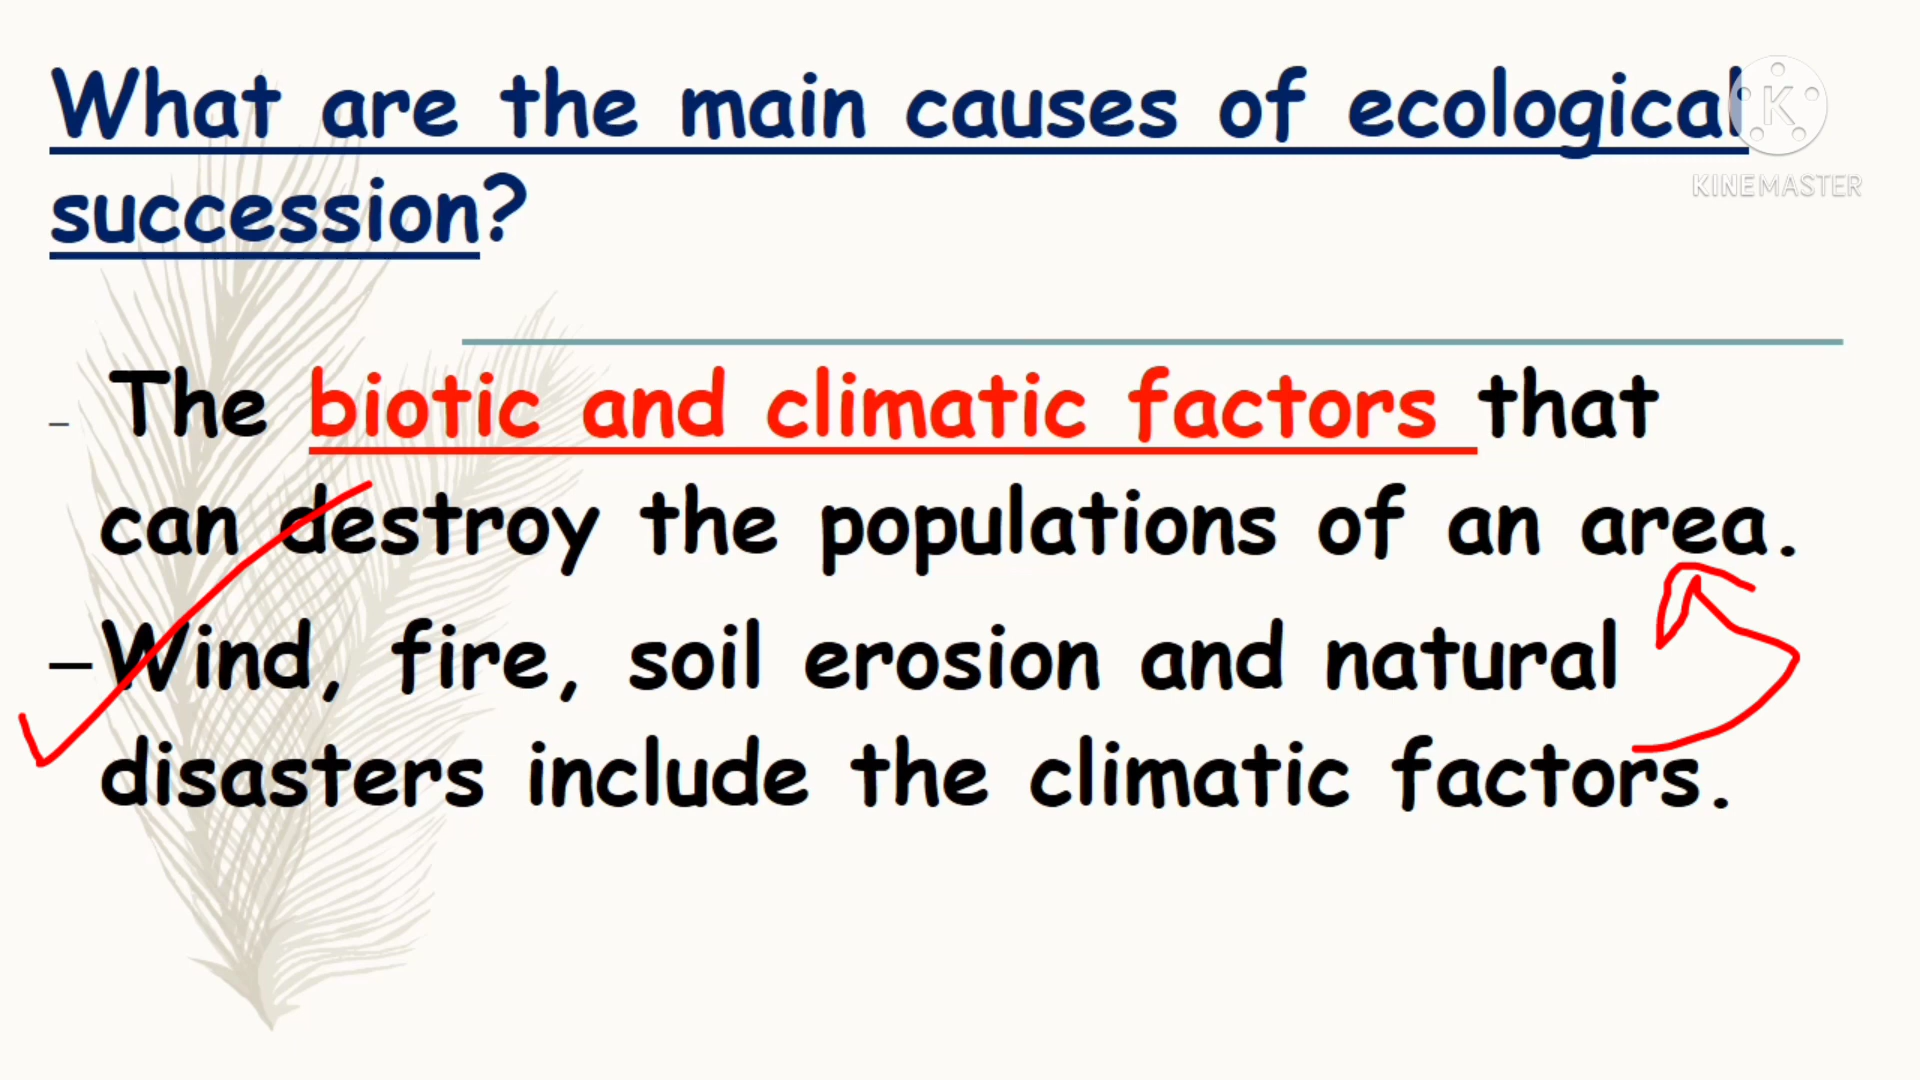 What are the main causes of ecological
succession?
K
KINEMASTER
- The biotic and climatic factors that
can destroy the populations of an area.
–Wind, fire, soil erosion and natural
disasters include the climatic factors.